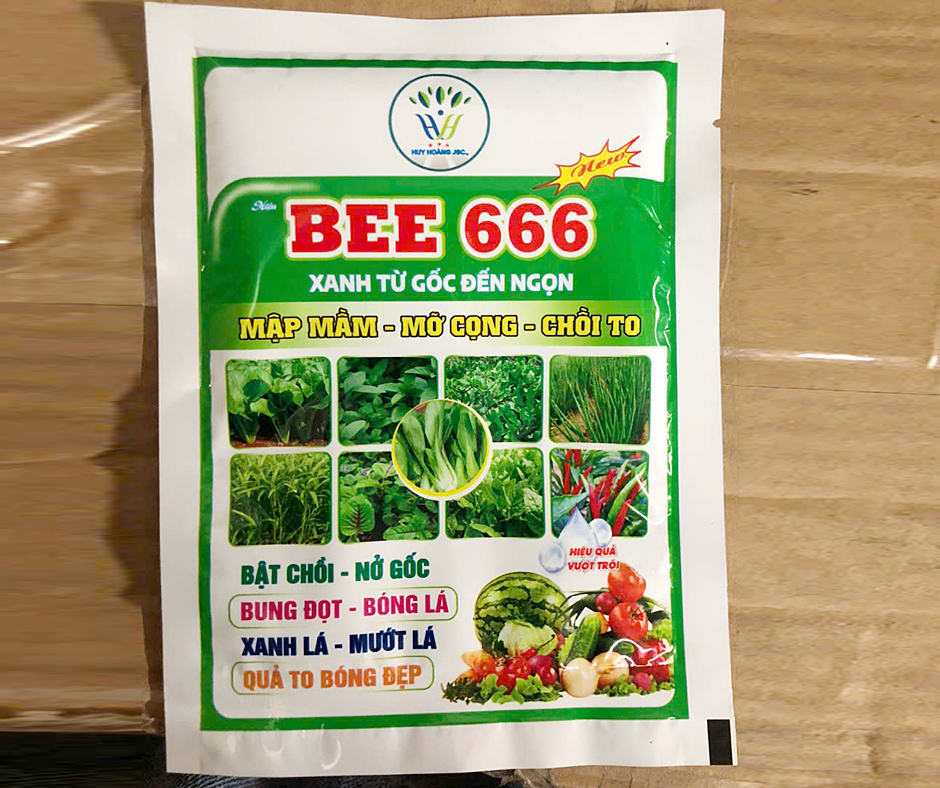 HUY HOÀNG JSC.,
New
Hiệu
BEE 666
XANH TỪ GỐC ĐẾN NGỌN
MẬP MẦM - MỠ CỌNG - CHỒI TO
HIỆU QUẢ
VƯỢT TRỘI
BẬT CHỒI - NỞ GỐC
BUNG ĐỌT - BÓNG LÁ
XANH LÁ - MƯỚT LÁ
QUẢ TO BÓNG ĐẸP